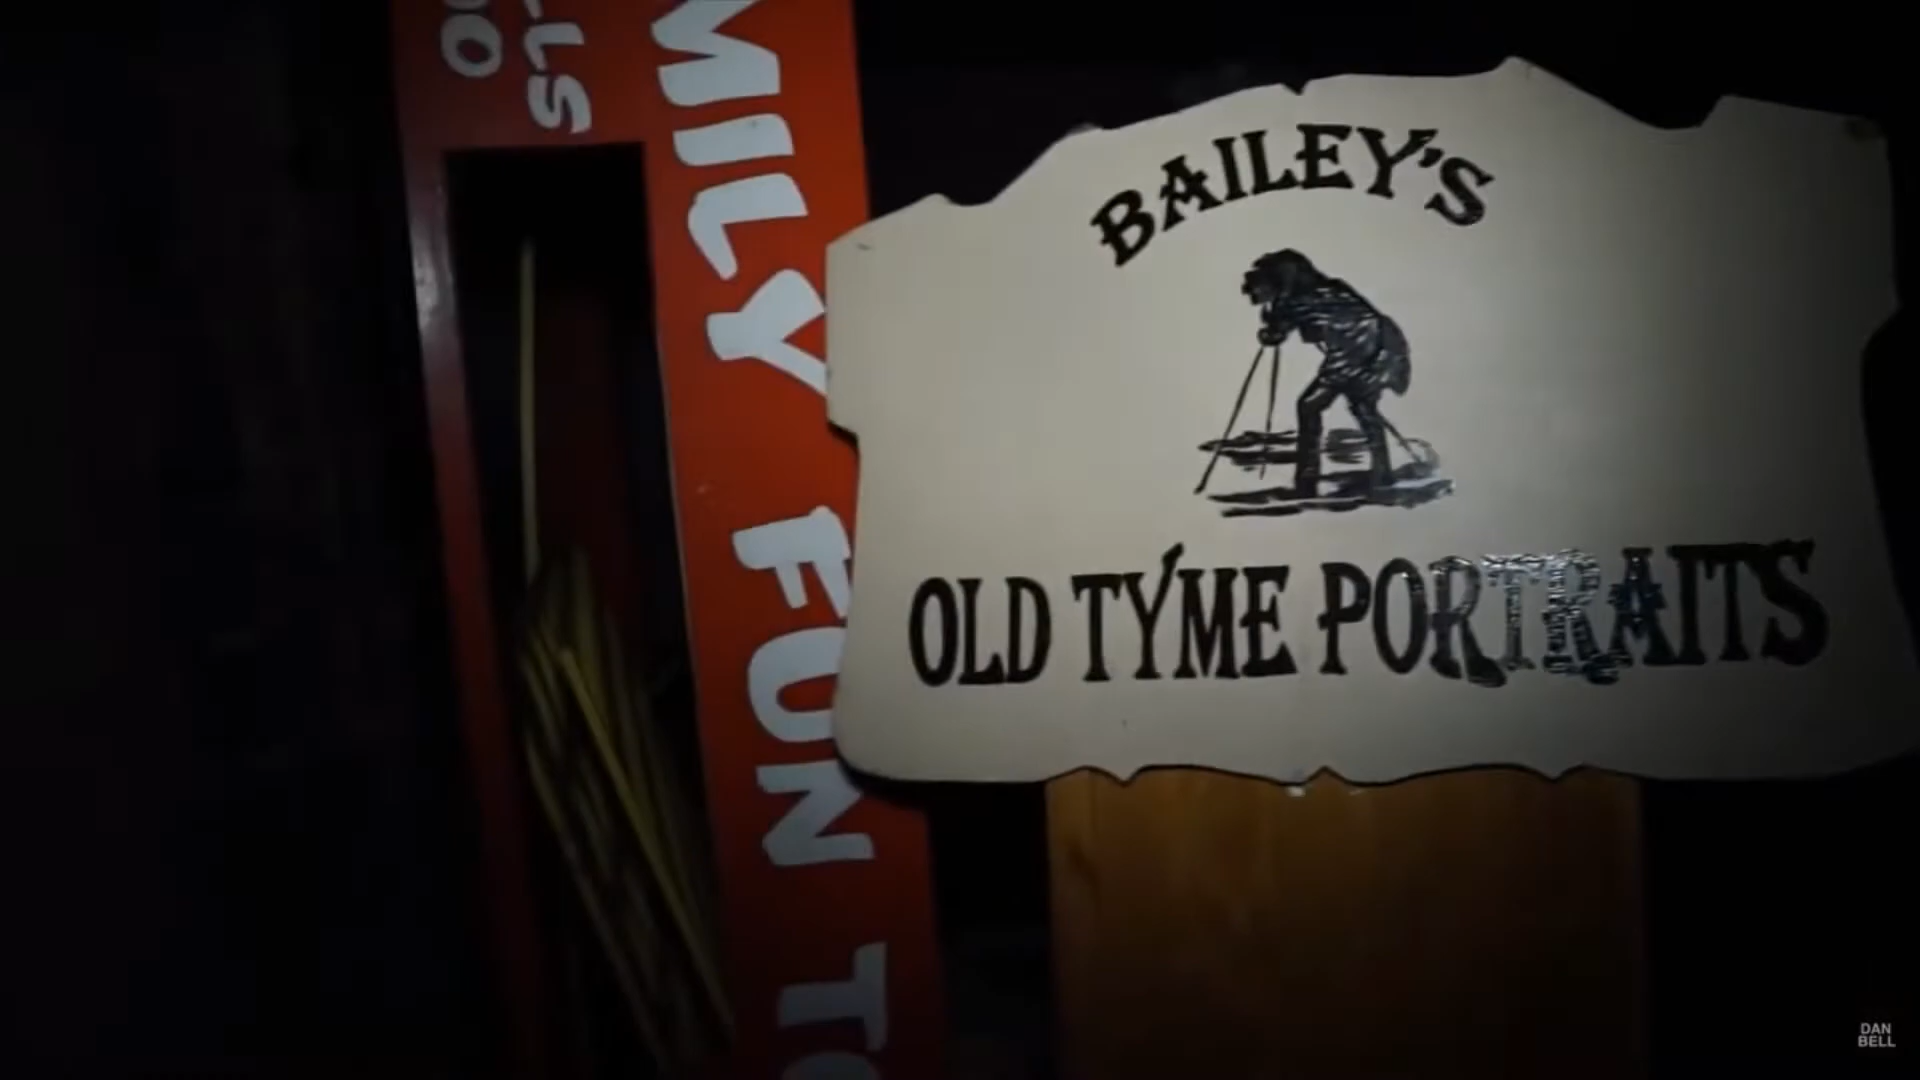 MILY FUN
BAILEY'S
OLD TYME PORTRAITS
DAN
BELL